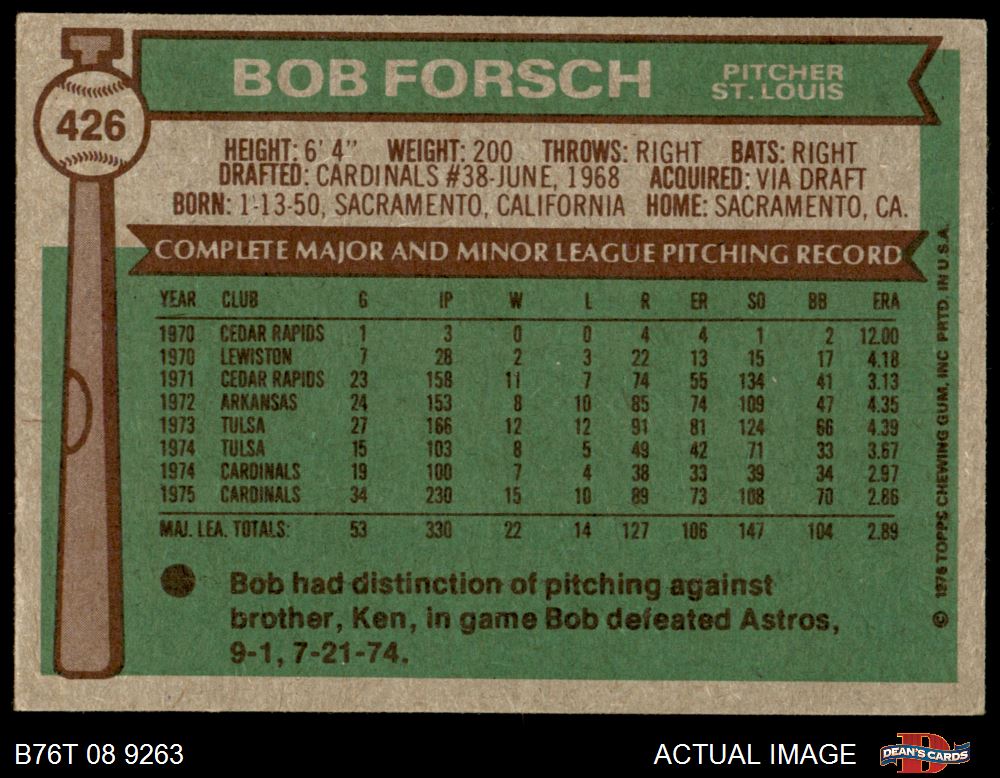 BOB FORSCH
PITCHER
ST. LOUIS
426
HEIGHT: 6' 4" WEIGHT: 200 THROWS: RIGHT BATS: RIGHT
DRAFTED: CARDINALS #38-JUNE, 1968 ACQUIRED: VIA DRAFT
BORN: 1-13-50, SACRAMENTO, CALIFORNIA HOME: SACRAMENTO, CA.
COMPLETE MAJOR AND MINOR LEAGUE PITCHING RECORD
YEAR CLUB G IP W L R ER SO BB ERA
1970 CEDAR RAPIDS 1 3 0 0 4 4 1 2 12.00
1970 LEWISTON 7 28 2 3 22 13 15 17 4.18
1971 CEDAR RAPIDS 23 158 11 7 74 55 134 41 3.13
1972 ARKANSAS 24 153 8 10 85 74 109 47 4.35
1973 TULSA 27 166 12 12 91 81 124 66 4.39
1974 TULSA 15 103 8 5 49 42 71 33 3.67
1974 CARDINALS 19 100 7 4 38 33 39 34 2.97
1975 CARDINALS 34 230 15 10 89 73 108 70 2.86
MAJ. LEA. TOTALS: 53 330 22 14 127 106 147 104 2.89
Bob had distinction of pitching against
brother, Ken, in game Bob defeated Astros,
9-1, 7-21-74.
© 1976 TOPPS CHEWING GUM, INC PRTD. IN U.S.A.
B76T 08 9263
ACTUAL IMAGE
DEAN'S CARDS